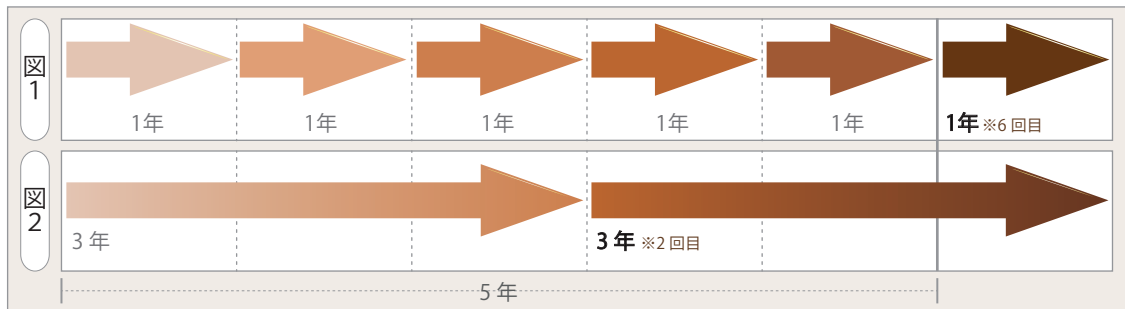 図1
1年
1年
1年
1年
1年
1年 ※6 回目
図2
3 年
3 年 ※2 回目
5 年